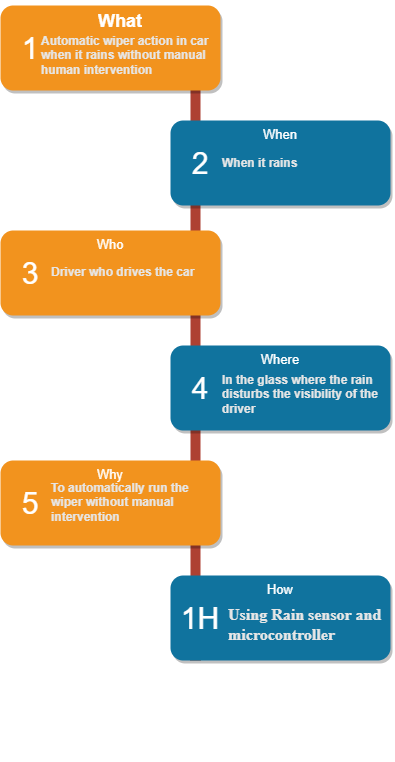 What
1
Automatic wiper action in car
when it rains without manual
human intervention
When
2
When it rains
Who
3
Driver who drives the car
Where
4
In the glass where the rain
disturbs the visibility of the
driver
Why
5
To automatically run the
wiper without manual
intervention
How
1H
Using Rain sensor and
microcontroller